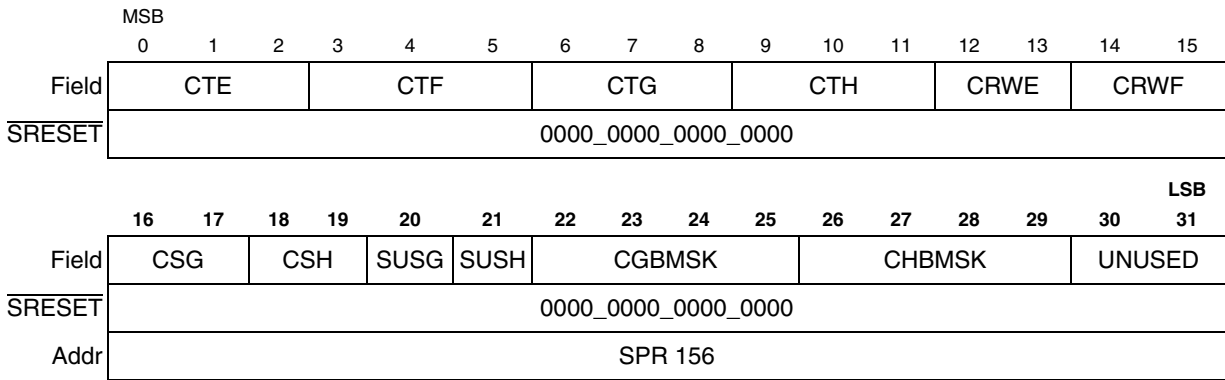 MSB
0 1 2 3 4 5 6 7 8 9 10 11 12 13 14 15
Field CTE CTF CTG CTH CRWE CRWF
SRESET 0000_0000_0000_0000
LSB
16 17 18 19 20 21 22 23 24 25 26 27 28 29 30 31
Field CSG CSH SUSG SUSH CGBMSK CHBMSK UNUSED
SRESET 0000_0000_0000_0000
Addr SPR 156